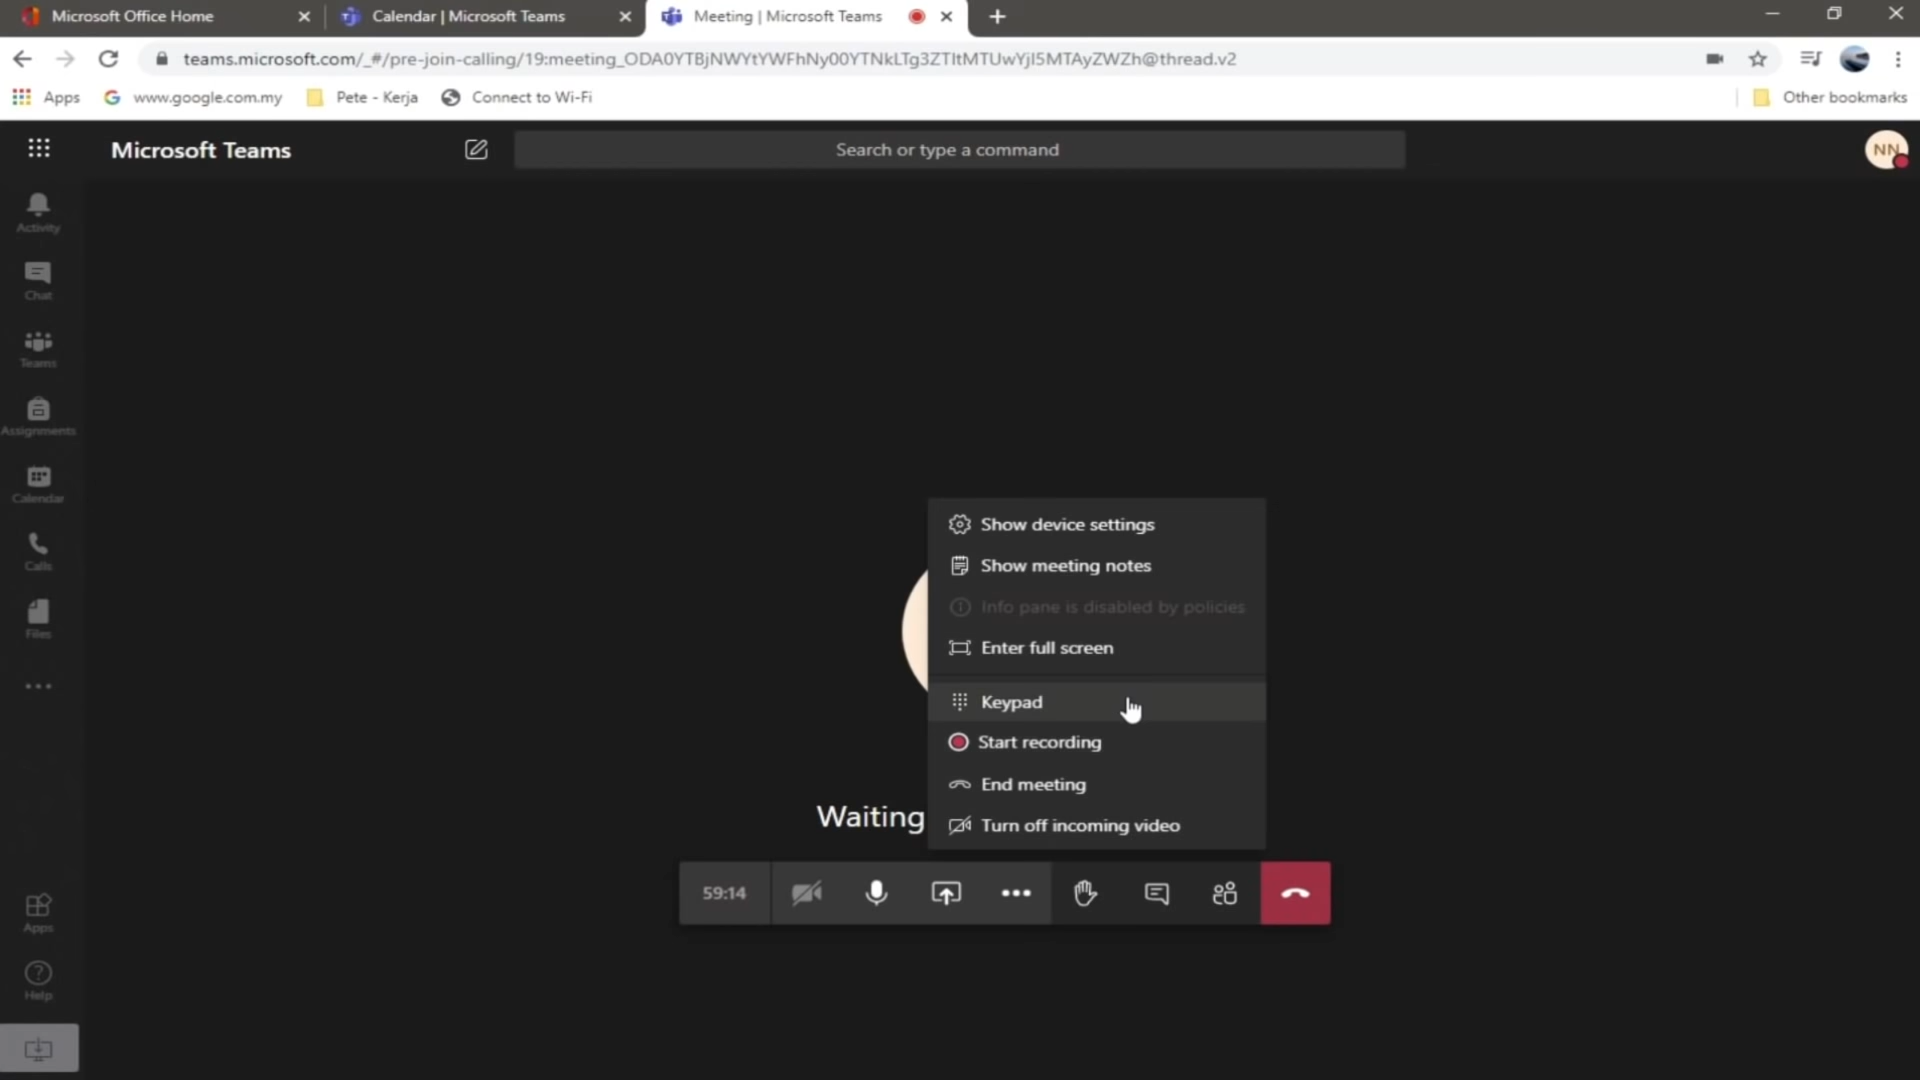 Microsoft Office Home
Calendar | Microsoft Teams
Meeting | Microsoft Teams
teams.microsoft.com/_#/pre-join-calling/19:meeting_ODA0YTBjNWYtYWFhNy00YTNkLTg3ZTItMTUwYjI5MTAyZWZh@thread.v2
Apps
www.google.com.my
Pete - Kerja
Connect to Wi-Fi
Other bookmarks
Microsoft Teams
Search or type a command
NN
Activity
Chat
Teams
Assignments
Calendar
Calls
Files
Show device settings
Show meeting notes
Info pane is disabled by policies
Enter full screen
Keypad
Start recording
End meeting
Turn off incoming video
Waiting
59:14
Apps
Help